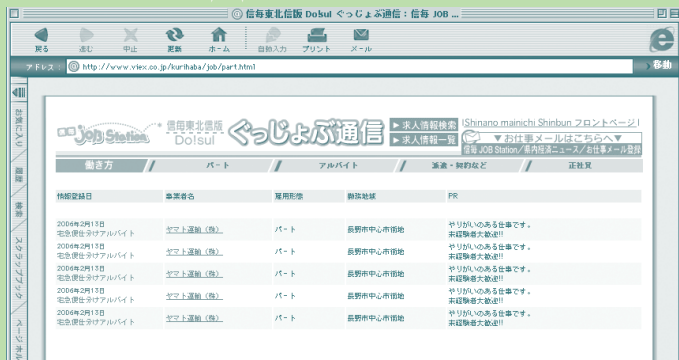 信毎東北信版 Do!sul ぐっじょぶ通信：信毎 JOB ...
戻る 進む 中止 更新 ホーム 自動入力 プリント メール
アドレス： http://www.viex.co.jp/kurihaba/job/part.html 移動
お気に入り
履歴
検索
スクラップブック
ページホル
JOB Station 信毎東北信版 Do!sul ぐっじょぶ通信
▶ 求人情報検索
▶ 求人情報一覧
|Shinano mainichi Shinbun フロントページ|
▼お仕事メールはこちらへ▼
信毎 JOB Station／県内経済ニュース／お仕事メール登録
働き方 // パート // アルバイト // 派遣・契約など // 正社員
情報登録日 事業者名 雇用形態 勤務地域 PR
2006年2月13日
宅急便仕分けアルバイト ヤマト運輸（株） パート 長野市中心市街地 やりがいのある仕事です。
未経験者大歓迎!!
2006年2月13日
宅急便仕分けアルバイト ヤマト運輸（株） パート 長野市中心市街地 やりがいのある仕事です。
未経験者大歓迎!!
2006年2月13日
宅急便仕分けアルバイト ヤマト運輸（株） パート 長野市中心市街地 やりがいのある仕事です。
未経験者大歓迎!!
2006年2月13日
宅急便仕分けアルバイト ヤマト運輸（株） パート 長野市中心市街地 やりがいのある仕事です。
未経験者大歓迎!!
2006年2月13日
宅急便仕分けアルバイト ヤマト運輸（株） パート 長野市中心市街地 やりがいのある仕事です。
未経験者大歓迎!!